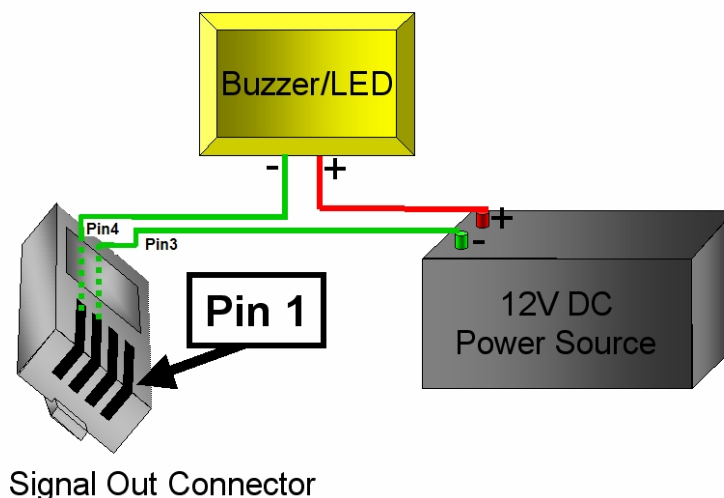 Buzzer/LED
- +
Pin4
Pin3
+
-
Pin 1
12V DC
Power Source
Signal Out Connector